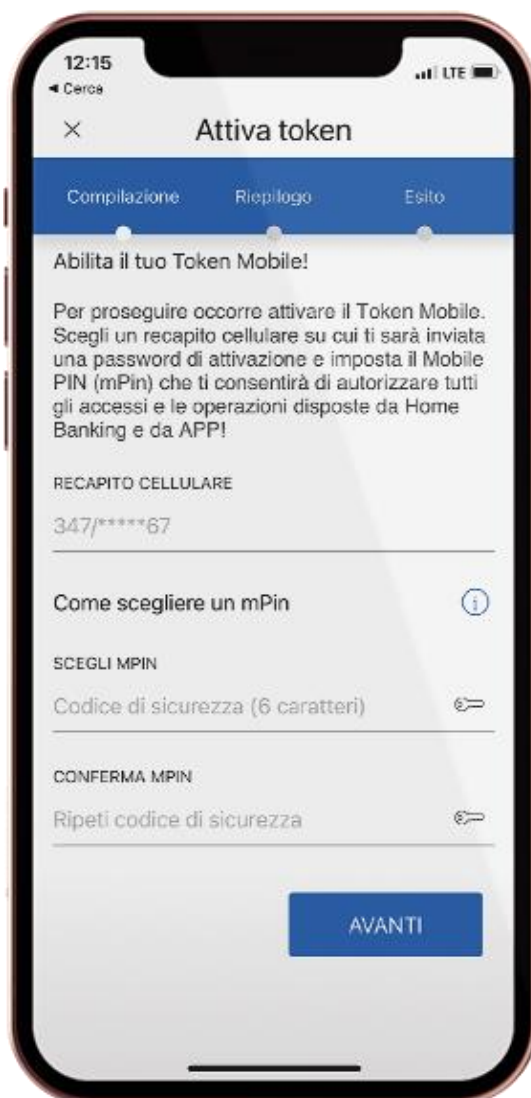 12:15
LTE
◀ Cerca
× Attiva token
Compilazione Riepilogo Esito
Abilita il tuo Token Mobile!
Per proseguire occorre attivare il Token Mobile.
Scegli un recapito cellulare su cui ti sarà inviata
una password di attivazione e imposta il Mobile
PIN (mPin) che ti consentirà di autorizzare tutti
gli accessi e le operazioni disposte da Home
Banking e da APP!
RECAPITO CELLULARE
347/*****67
Come scegliere un mPin
SCEGLI MPIN
Codice di sicurezza (6 caratteri)
CONFERMA MPIN
Ripeti codice di sicurezza
AVANTI